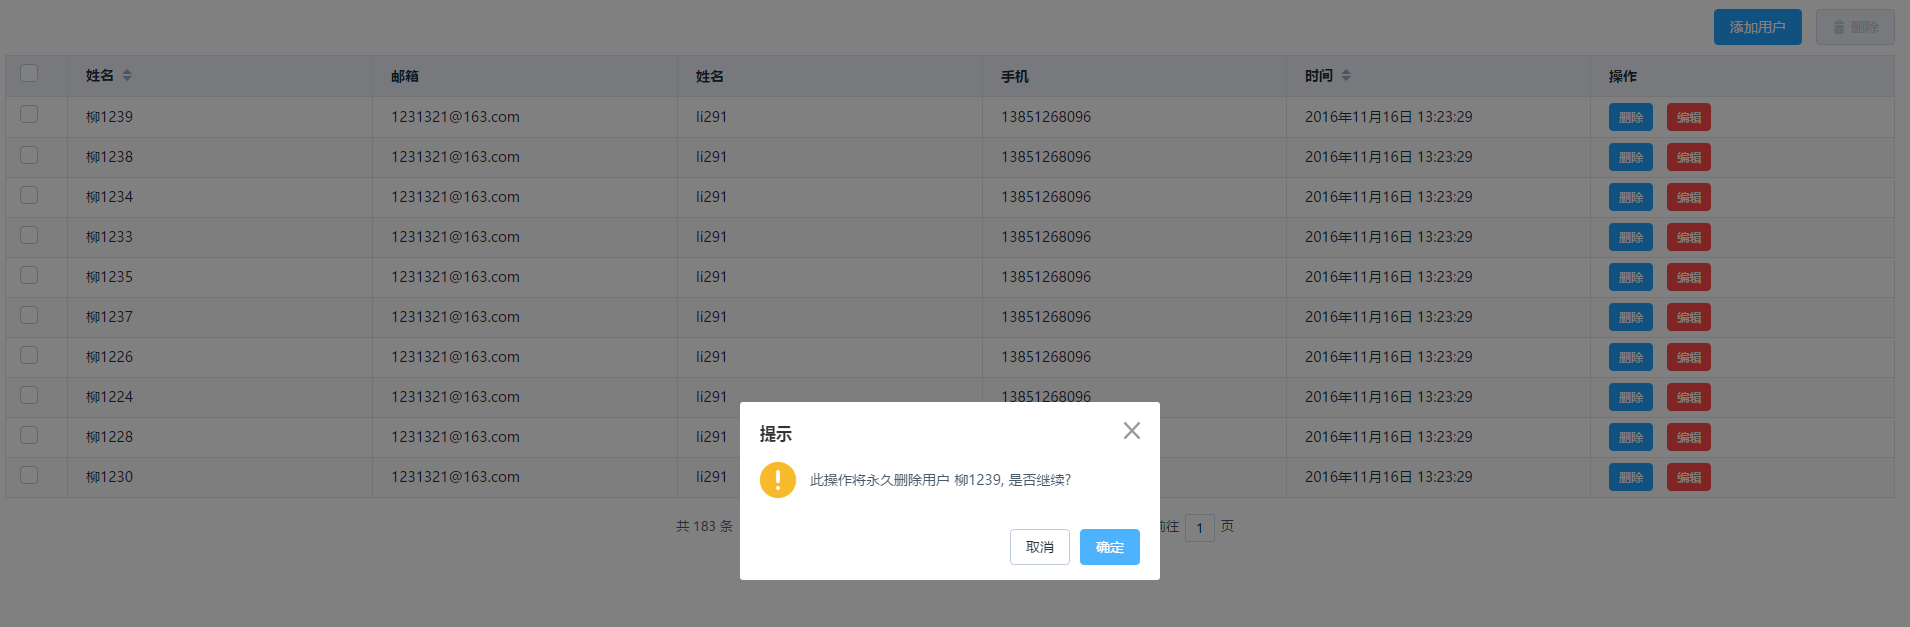 添加用户 删除
姓名 邮箱 姓名 手机 时间 操作
柳1239 1231321@163.com li291 13851268096 2016年11月16日 13:23:29 删除 编辑
柳1238 1231321@163.com li291 13851268096 2016年11月16日 13:23:29 删除 编辑
柳1234 1231321@163.com li291 13851268096 2016年11月16日 13:23:29 删除 编辑
柳1233 1231321@163.com li291 13851268096 2016年11月16日 13:23:29 删除 编辑
柳1235 1231321@163.com li291 13851268096 2016年11月16日 13:23:29 删除 编辑
柳1237 1231321@163.com li291 13851268096 2016年11月16日 13:23:29 删除 编辑
柳1226 1231321@163.com li291 13851268096 2016年11月16日 13:23:29 删除 编辑
柳1224 1231321@163.com li291 13851268096 2016年11月16日 13:23:29 删除 编辑
柳1228 1231321@163.com li291 2016年11月16日 13:23:29 删除 编辑
柳1230 1231321@163.com li291 2016年11月16日 13:23:29 删除 编辑
提示
此操作将永久删除用户 柳1239, 是否继续?
取消 确定
共 183 条 前往 1 页